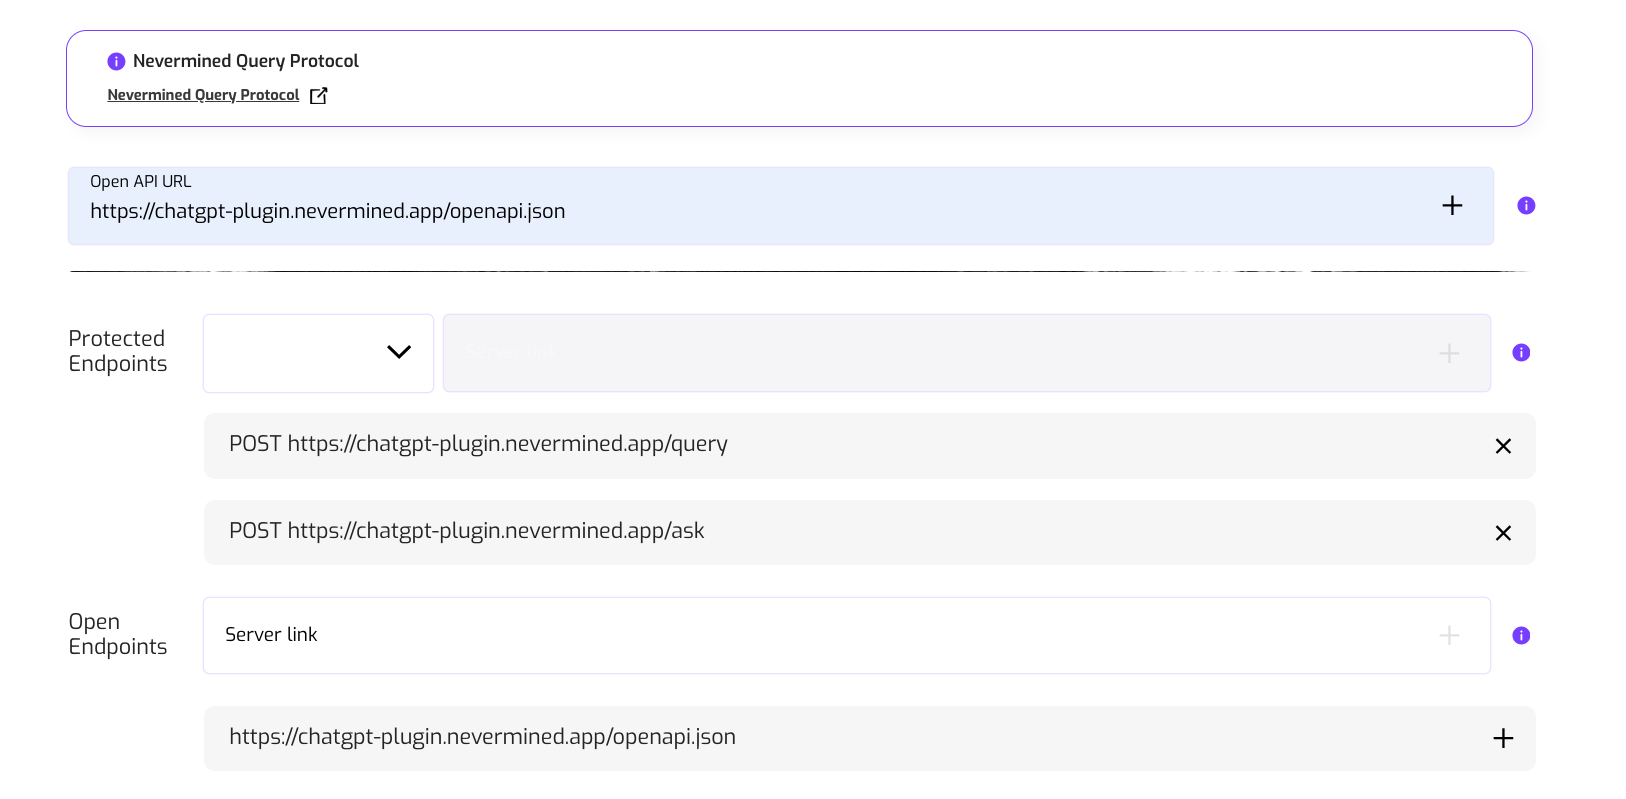 Nevermined Query Protocol
Nevermined Query Protocol
Open API URL
https://chatgpt-plugin.nevermined.app/openapi.json
Protected
Endpoints
Server link
POST https://chatgpt-plugin.nevermined.app/query
POST https://chatgpt-plugin.nevermined.app/ask
Open
Endpoints
Server link
https://chatgpt-plugin.nevermined.app/openapi.json